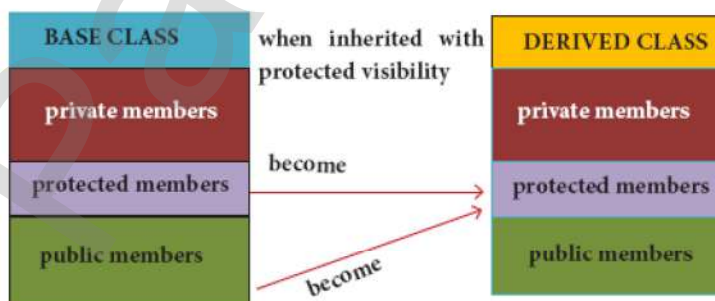 BASE CLASS
when inherited with
protected visibility
DERIVED CLASS
private members
private members
protected members
become
protected members
public members
become
public members